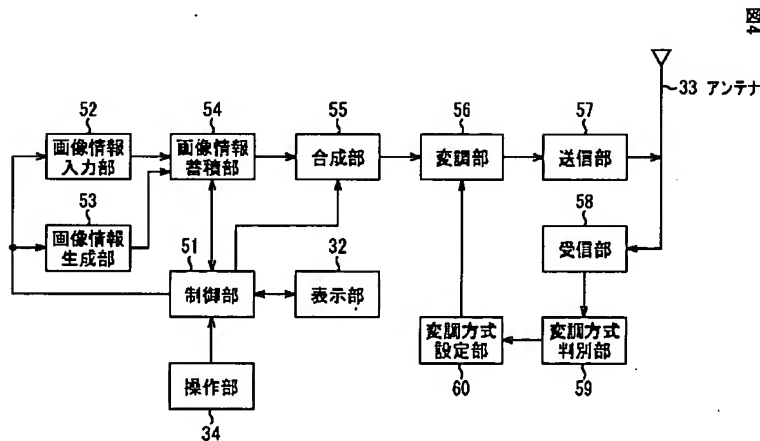 図4
33 アンテナ
52
画像情報
入力部
54
画像情報
蓄積部
55
合成部
56
変調部
57
送信部
53
画像情報
生成部
58
受信部
51
制御部
32
表示部
変調方式
設定部
60
変調方式
判別部
59
操作部
34